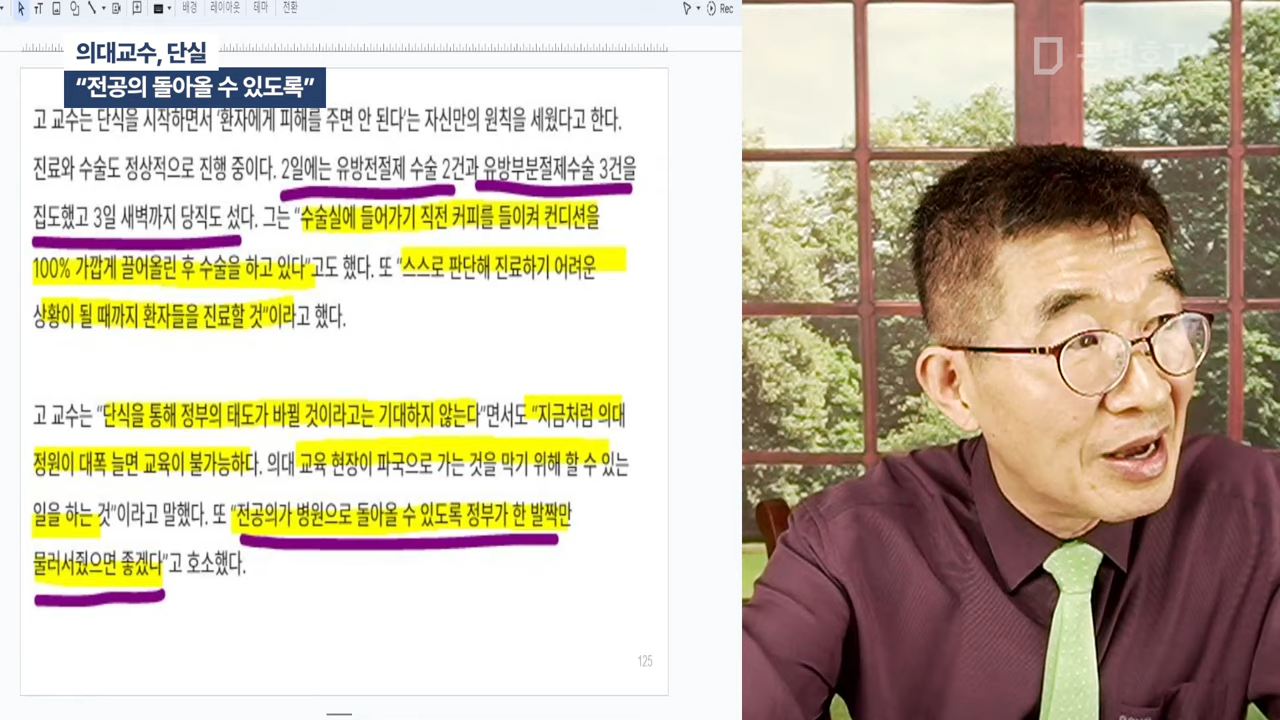 배경 레이아웃 테마 전환
Rec
의대교수, 단실
“전공의 돌아올 수 있도록”
고 교수는 단식을 시작하면서 ‘환자에게 피해를 주면 안 된다’는 자신만의 원칙을 세웠다고 한다.
진료와 수술도 정상적으로 진행 중이다. 2일에는 유방전절제 수술 2건과 유방부분절제수술 3건을
집도했고 3일 새벽까지 당직도 섰다. 그는 “수술실에 들어가기 직전 커피를 들이켜 컨디션을
100% 가깝게 끌어올린 후 수술을 하고 있다”고도 했다. 또 “스스로 판단해 진료하기 어려운
상황이 될 때까지 환자들을 진료할 것”이라고 했다.
고 교수는 “단식을 통해 정부의 태도가 바뀔 것이라고는 기대하지 않는다”면서도 “지금처럼 의대
정원이 대폭 늘면 교육이 불가능하다. 의대 교육 현장이 파국으로 가는 것을 막기 위해 할 수 있는
일을 하는 것”이라고 말했다. 또 “전공의가 병원으로 돌아올 수 있도록 정부가 한 발짝만
물러서줬으면 좋겠다”고 호소했다.
125
공병호TV